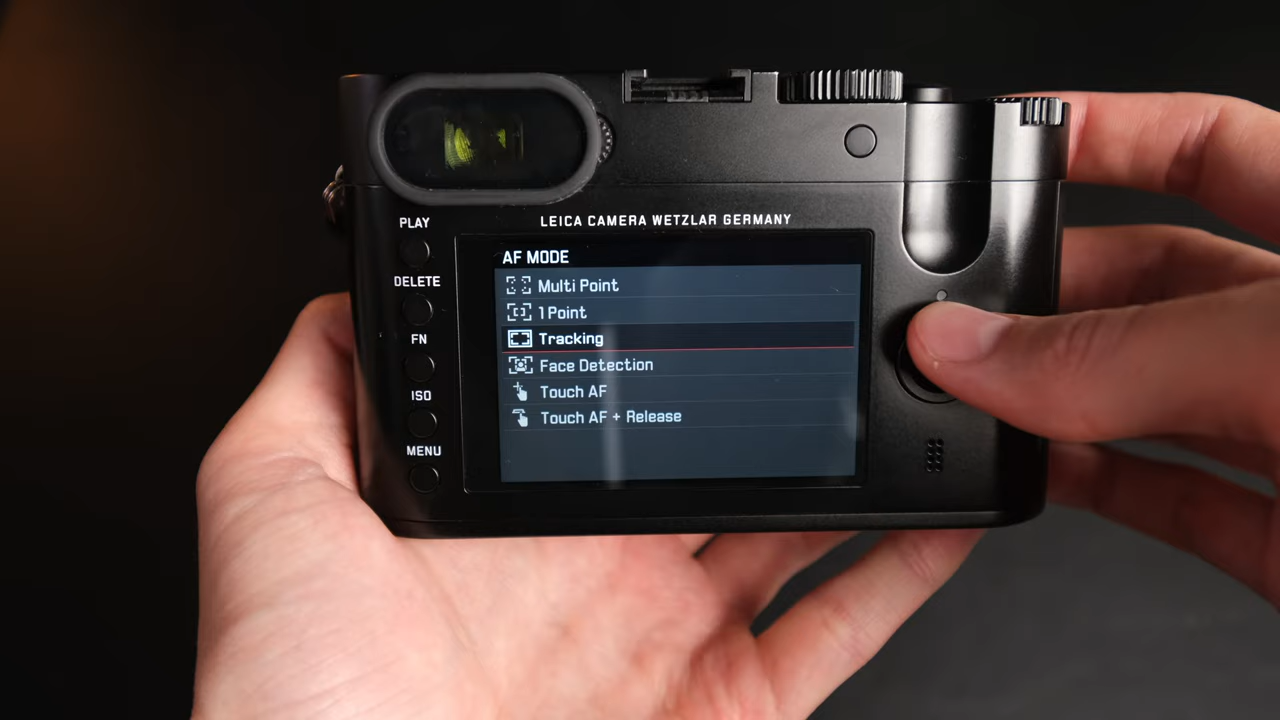 LEICA CAMERA WETZLAR GERMANY
PLAY
DELETE
FN
ISO
MENU
AF MODE
Multi Point
1 Point
Tracking
Face Detection
Touch AF
Touch AF + Release